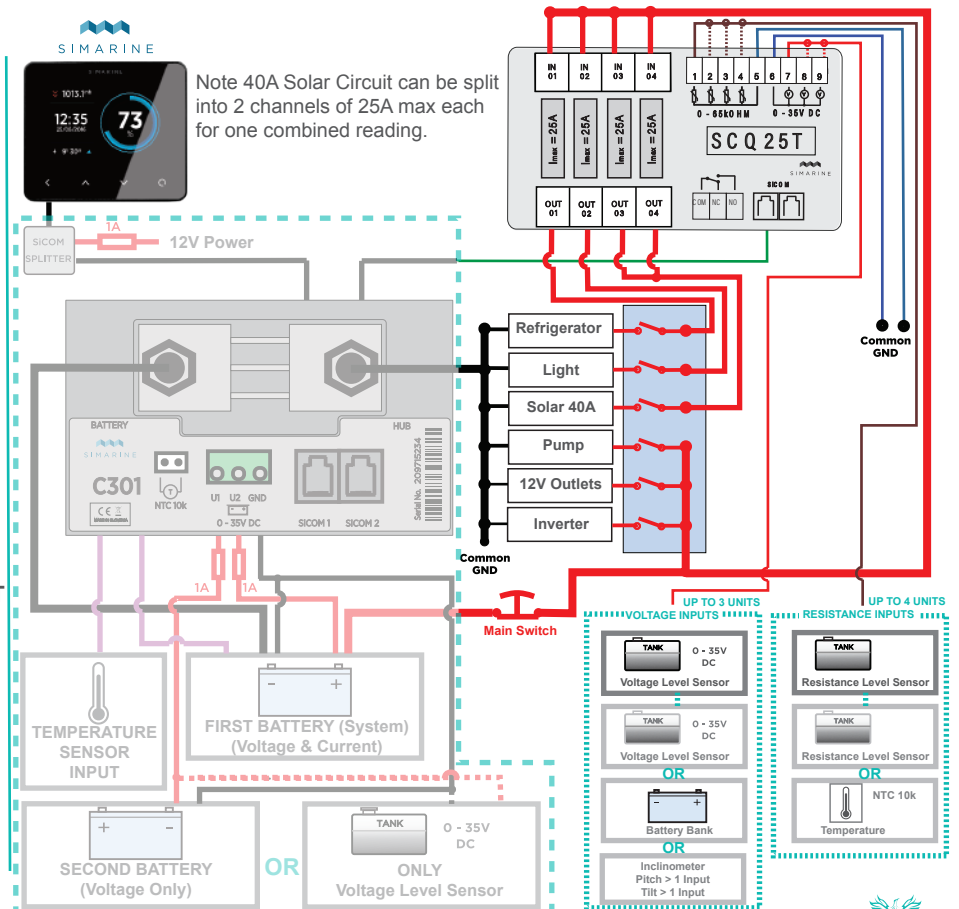 SIMARINE
SIMARINE
1013.1
12:35
25/05/2016
73
%
9° 30°
Note 40A Solar Circuit can be split
into 2 channels of 25A max each
for one combined reading.
IN 01
IN 02
IN 03
IN 04
1 2 3 4 5 6 7 8 9
0 - 65kOHM
0 - 35V DC
Imax = 25A
Imax = 25A
Imax = 25A
Imax = 25A
SCQ25T
SIMARINE
COM NC NO
SICOM
OUT 01
OUT 02
OUT 03
OUT 04
SiCOM
SPLITTER
1A
12V Power
Refrigerator
Light
Solar 40A
Pump
12V Outlets
Inverter
Common
GND
Common
GND
BATTERY
HUB
SIMARINE
C301
NTC 10k
U1 U2 GND
0 - 35V DC
SICOM 1 SICOM 2
Serial No. 209715234
1A
1A
Main Switch
TEMPERATURE
SENSOR
INPUT
- +
FIRST BATTERY (System)
(Voltage & Current)
+ -
SECOND BATTERY
(Voltage Only)
OR
TANK
0 - 35V
DC
ONLY
Voltage Level Sensor
UP TO 3 UNITS
VOLTAGE INPUTS
TANK
0 - 35V
DC
Voltage Level Sensor
TANK
0 - 35V
DC
Voltage Level Sensor
OR
- +
Battery Bank
OR
Inclinometer
Pitch > 1 Input
Tilt > 1 Input
UP TO 4 UNITS
RESISTANCE INPUTS
TANK
Resistance Level Sensor
TANK
Resistance Level Sensor
OR
NTC 10k
Temperature